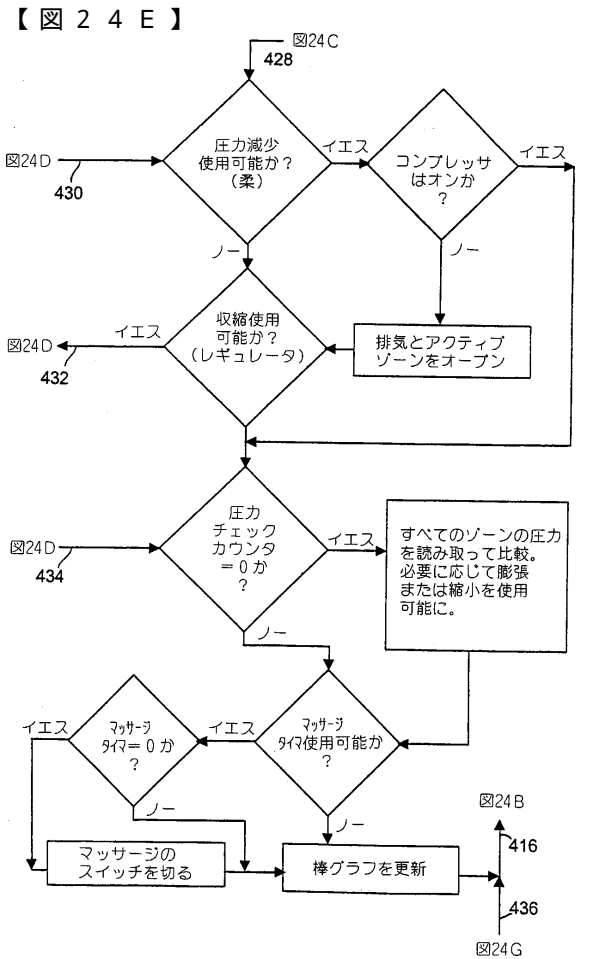 【図２４Ｅ】
図24C
428
圧力減少
使用可能か？
（柔）
イエス
コンプレッサ
はオンか
？
イエス
図24D
430
ノー
ノー
収縮使用
可能か？
（レギュレータ）
イエス
図24D
432
排気とアクティブ
ゾーンをオープン
圧力
チェック
カウンタ
＝０か
？
イエス
図24D
434
すべてのゾーンの圧力
を読み取って比較。
必要に応じて膨張
または縮小を使用
可能に。
ノー
マッサージ
タイマ使用可能か
？
イエス
マッサージ
タイマ＝０か
？
イエス
ノー
ノー
マッサージの
スイッチを切る
棒グラフを更新
図24B
416
436
図24G